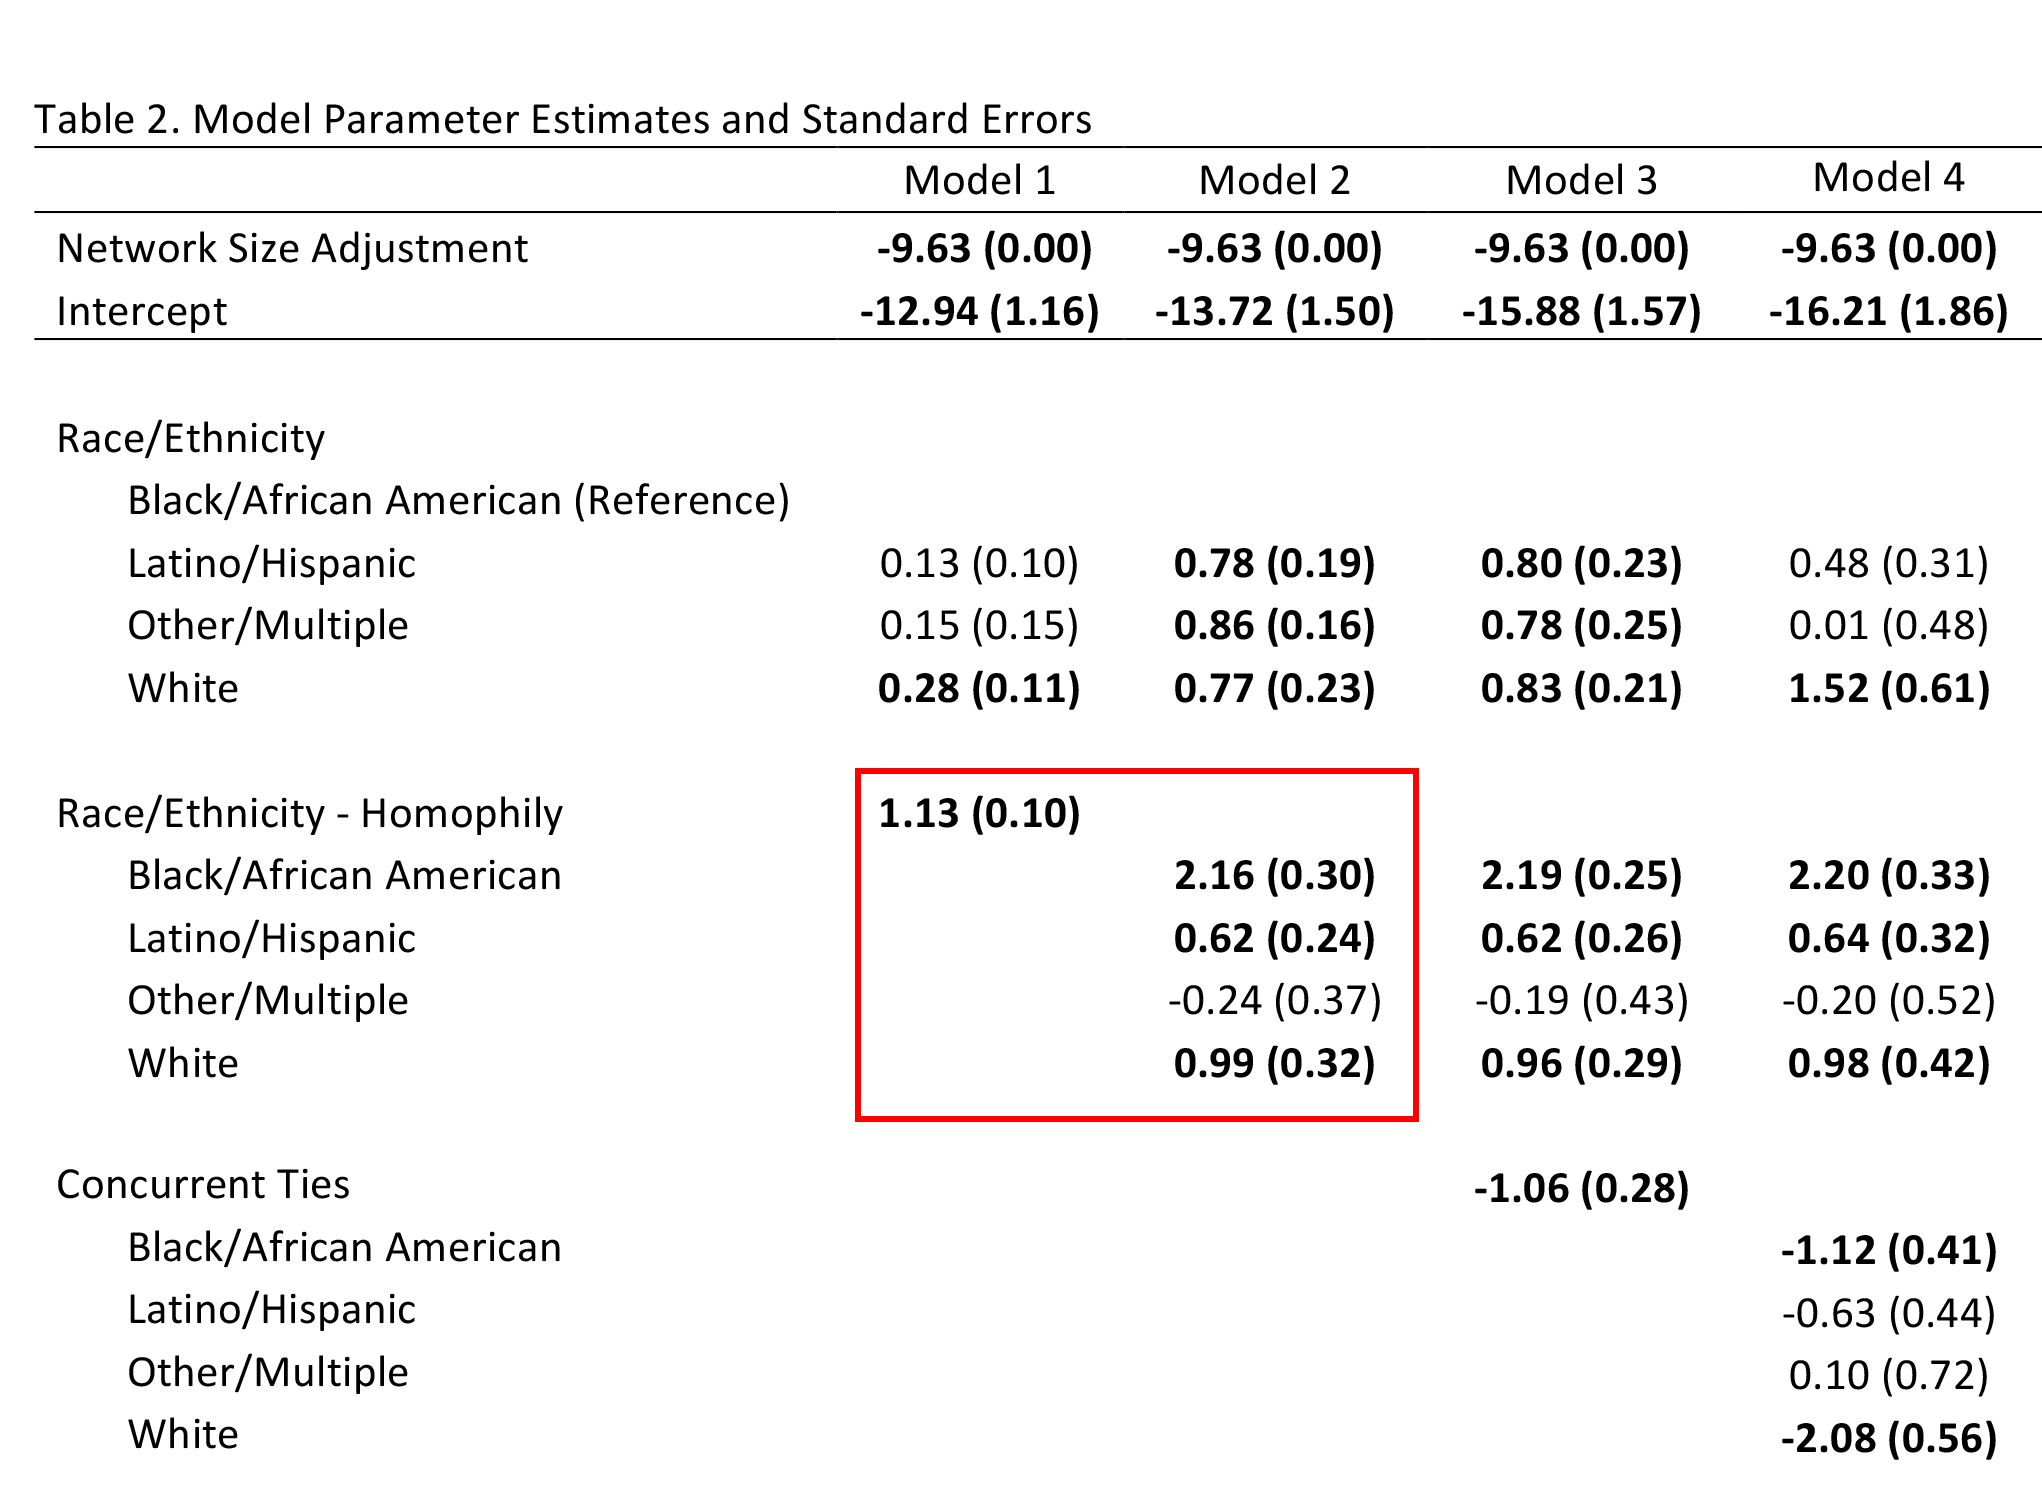 Table 2. Model Parameter Estimates and Standard Errors
Model 1 Model 2 Model 3 Model 4
Network Size Adjustment -9.63 (0.00) -9.63 (0.00) -9.63 (0.00) -9.63 (0.00)
Intercept -12.94 (1.16) -13.72 (1.50) -15.88 (1.57) -16.21 (1.86)
Race/Ethnicity
Black/African American (Reference)
Latino/Hispanic 0.13 (0.10) 0.78 (0.19) 0.80 (0.23) 0.48 (0.31)
Other/Multiple 0.15 (0.15) 0.86 (0.16) 0.78 (0.25) 0.01 (0.48)
White 0.28 (0.11) 0.77 (0.23) 0.83 (0.21) 1.52 (0.61)
Race/Ethnicity - Homophily 1.13 (0.10)
Black/African American 2.16 (0.30) 2.19 (0.25) 2.20 (0.33)
Latino/Hispanic 0.62 (0.24) 0.62 (0.26) 0.64 (0.32)
Other/Multiple -0.24 (0.37) -0.19 (0.43) -0.20 (0.52)
White 0.99 (0.32) 0.96 (0.29) 0.98 (0.42)
Concurrent Ties -1.06 (0.28)
Black/African American -1.12 (0.41)
Latino/Hispanic -0.63 (0.44)
Other/Multiple 0.10 (0.72)
White -2.08 (0.56)